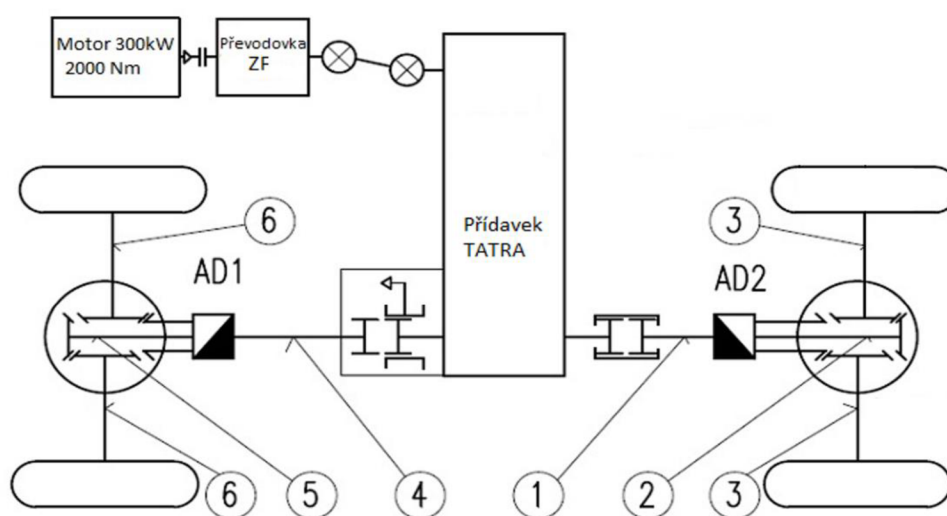 Motor 300kW
2000 Nm
Převodovka
ZF
Přídavek
TATRA
6
3
AD1
AD2
6
5
4
1
2
3